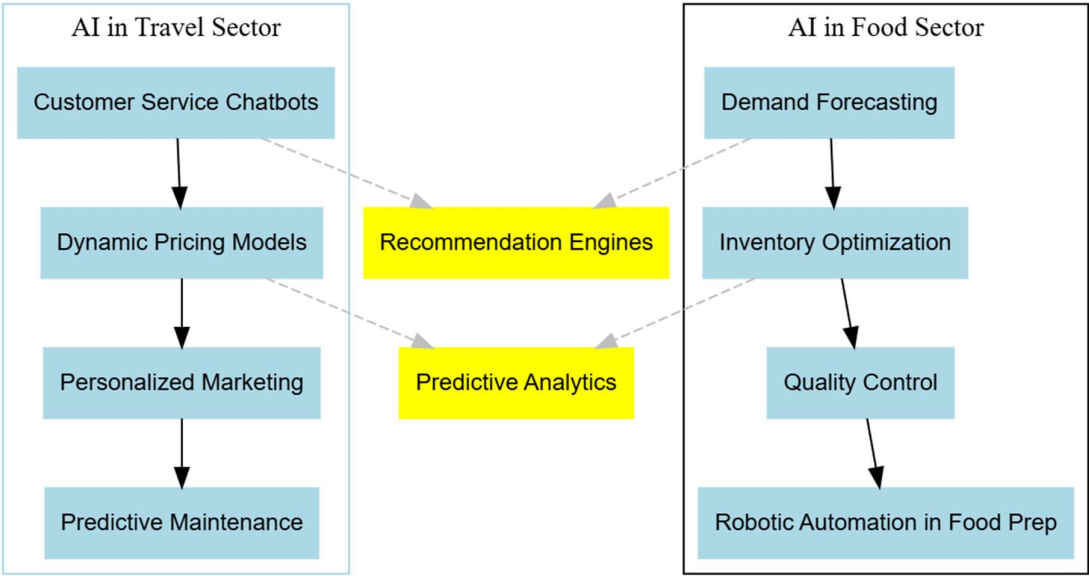 AI in Travel Sector
Customer Service Chatbots
Dynamic Pricing Models
Personalized Marketing
Predictive Maintenance
Recommendation Engines
Predictive Analytics
AI in Food Sector
Demand Forecasting
Inventory Optimization
Quality Control
Robotic Automation in Food Prep